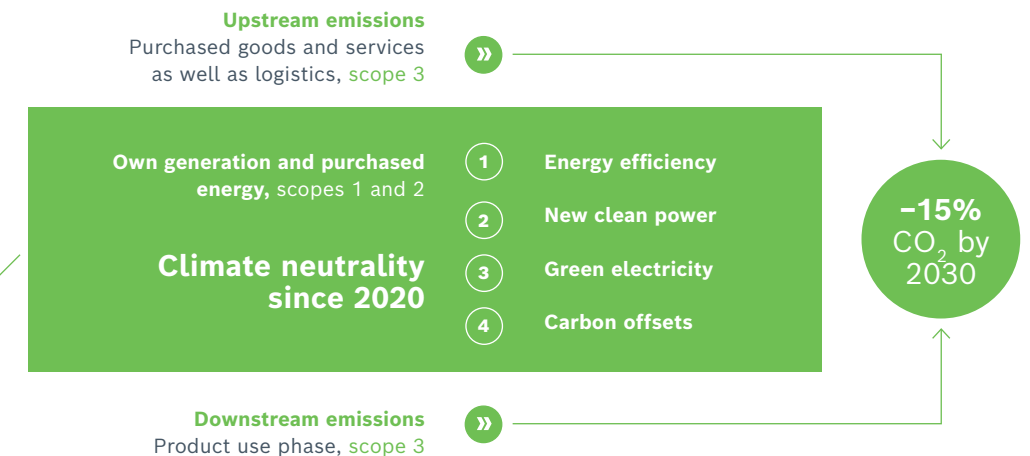 Upstream emissions
Purchased goods and services
as well as logistics, scope 3
»
Own generation and purchased
energy, scopes 1 and 2
Climate neutrality
since 2020
1 Energy efficiency
2 New clean power
3 Green electricity
4 Carbon offsets
–15%
CO₂ by
2030
Downstream emissions
Product use phase, scope 3
»